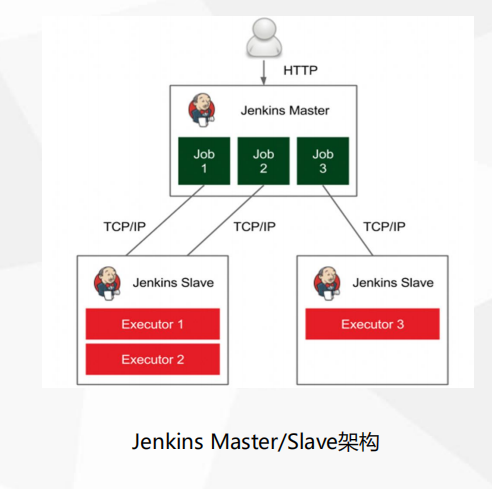 HTTP
Jenkins Master
Job 1
Job 2
Job 3
TCP/IP
TCP/IP
TCP/IP
Jenkins Slave
Executor 1
Executor 2
Jenkins Slave
Executor 3
Jenkins Master/Slave架构